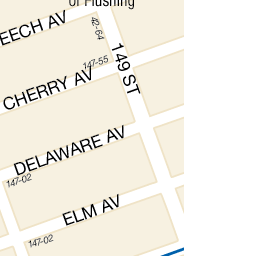 of Flushing
EECH AV
42-64
149 ST
147-55
CHERRY AV
DELAWARE AV
147-02
ELM AV
147-02